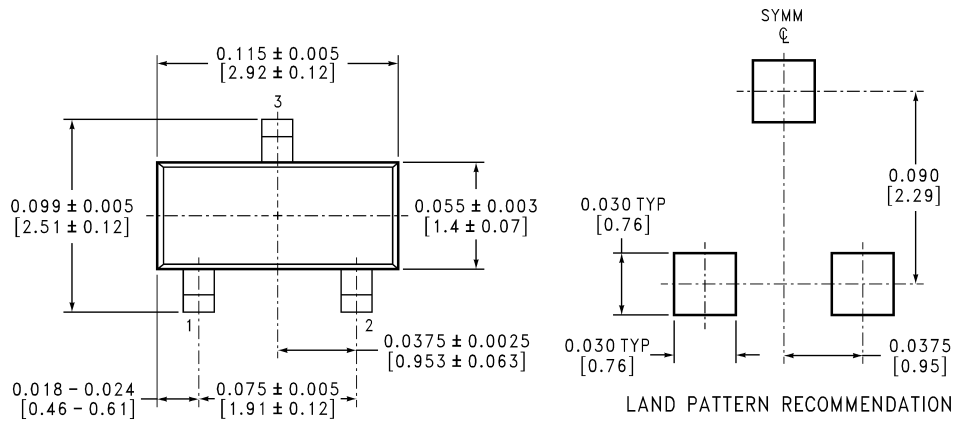 SYMM
℄
0.115 ± 0.005
[2.92 ± 0.12]
3
0.099 ± 0.005
[2.51 ± 0.12]
0.055 ± 0.003
[1.4 ± 0.07]
0.090
[2.29]
0.030 TYP
[0.76]
1
2
0.0375 ± 0.0025
[0.953 ± 0.063]
0.030 TYP
[0.76]
0.0375
[0.95]
0.018 - 0.024
[0.46 - 0.61]
0.075 ± 0.005
[1.91 ± 0.12]
LAND PATTERN RECOMMENDATION